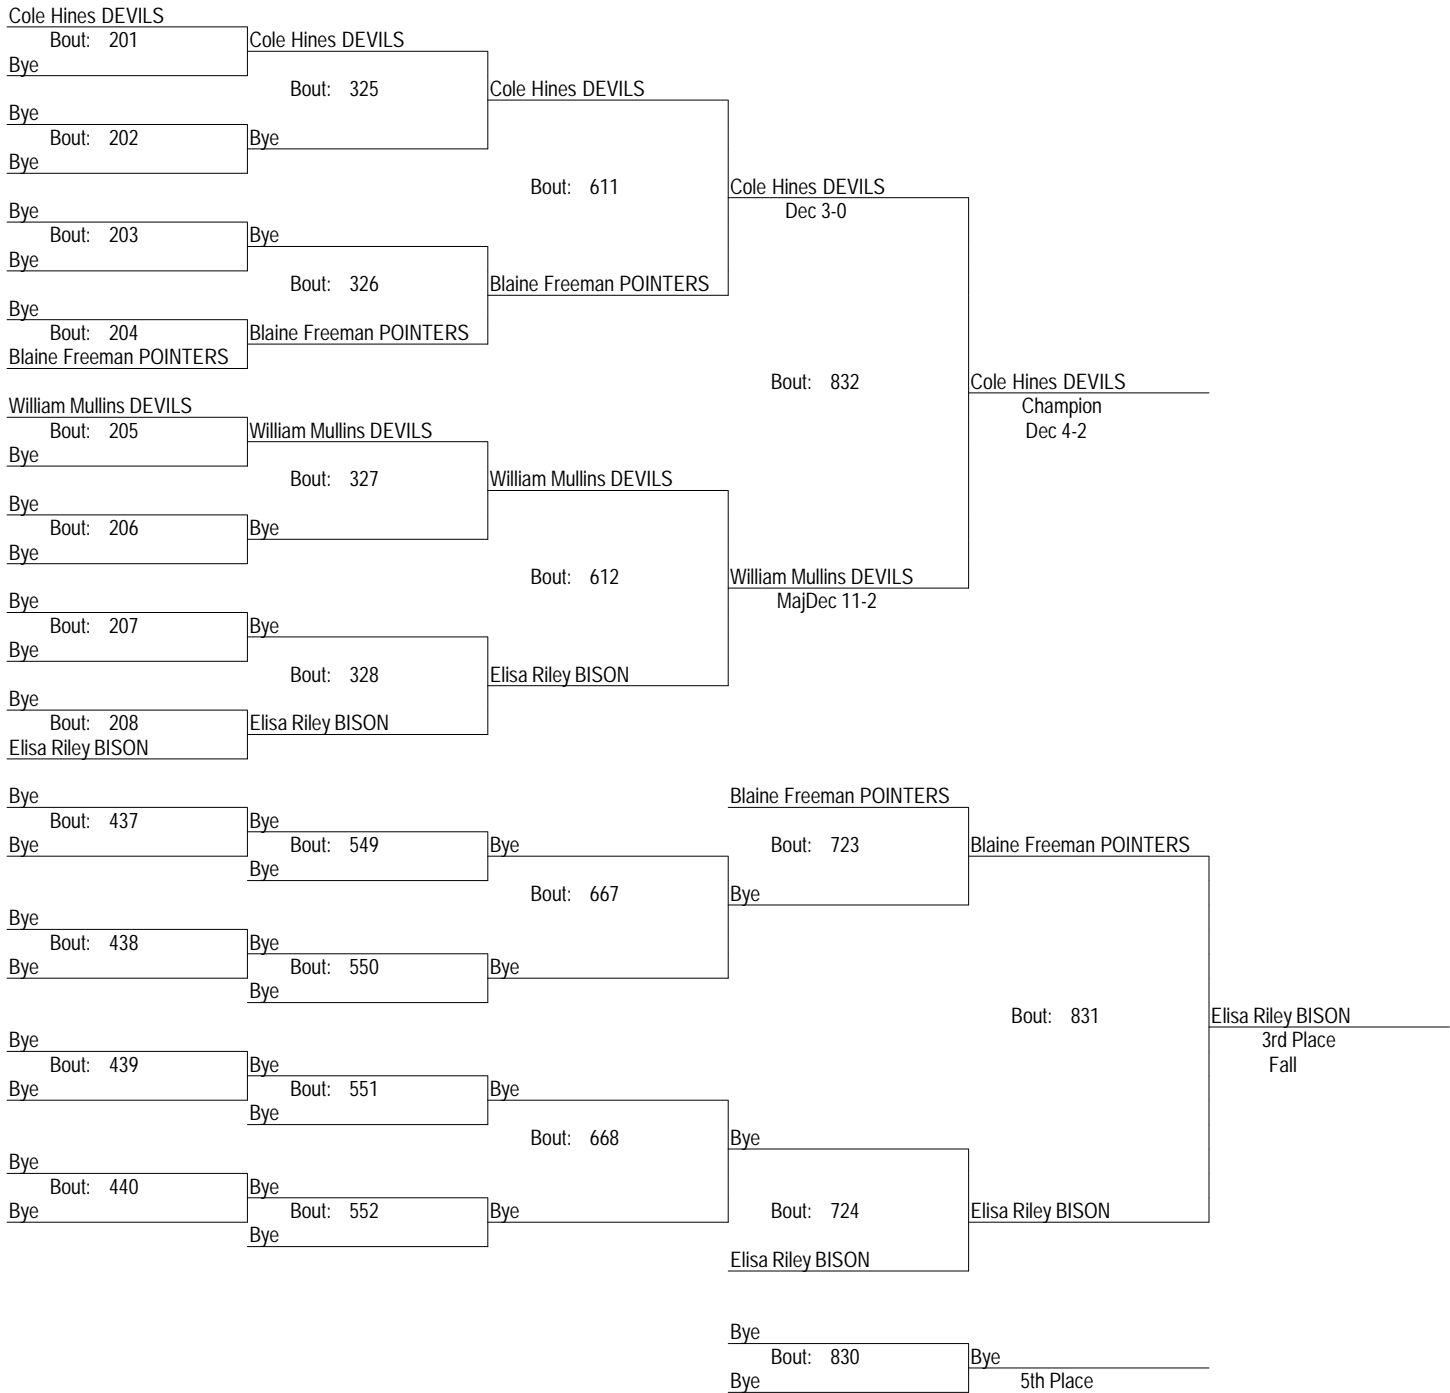 Cole Hines DEVILS
Bout: 201
Cole Hines DEVILS
Bye
Bout: 325
Cole Hines DEVILS
Bye
Bout: 202
Bye
Bye
Bout: 611
Cole Hines DEVILS
Dec 3-0
Bye
Bout: 203
Bye
Bye
Bout: 326
Blaine Freeman POINTERS
Bye
Bout: 204
Blaine Freeman POINTERS
Blaine Freeman POINTERS
Bout: 832
Cole Hines DEVILS
Champion
Dec 4-2
William Mullins DEVILS
Bout: 205
William Mullins DEVILS
Bye
Bout: 327
William Mullins DEVILS
Bye
Bout: 206
Bye
Bye
Bout: 612
William Mullins DEVILS
MajDec 11-2
Bye
Bout: 207
Bye
Bye
Bout: 328
Elisa Riley BISON
Bye
Bout: 208
Elisa Riley BISON
Elisa Riley BISON
Bye
Blaine Freeman POINTERS
Bout: 437
Bye
Bye
Bout: 549
Bye
Bout: 723
Blaine Freeman POINTERS
Bye
Bout: 667
Bye
Bye
Bout: 438
Bye
Bye
Bout: 550
Bye
Bye
Bout: 831
Elisa Riley BISON
3rd Place
Fall
Bye
Bout: 439
Bye
Bye
Bout: 551
Bye
Bye
Bout: 668
Bye
Bye
Bout: 440
Bye
Bye
Bout: 552
Bye
Bout: 724
Elisa Riley BISON
Bye
Elisa Riley BISON
Bye
Bout: 830
Bye
Bye
5th Place